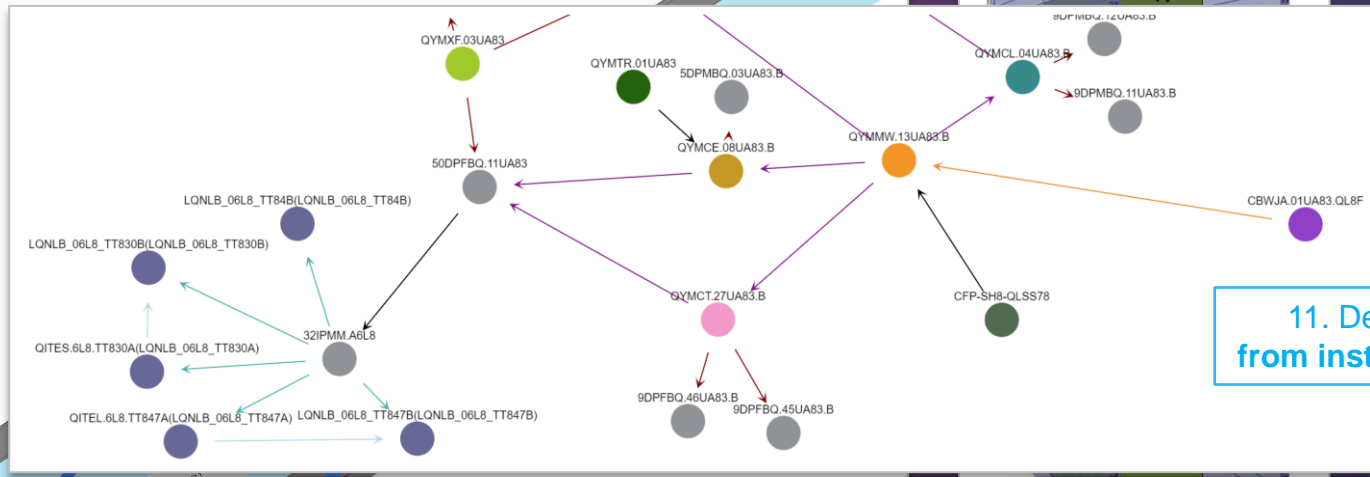 9DPMBQ.12UA83.B
QYMXF.03UA83
QYMCL.04UA83.B
QYMTR.01UA83
5DPMBQ.03UA83.B
9DPMBQ.11UA83.B
QYMMW.13UA83.B
QYMCE.08UA83.B
50DPFBQ.11UA83
LQNLB_06L8_TT84B(LQNLB_06L8_TT84B)
CBWJA.01UA83.QL8F
LQNLB_06L8_TT830B(LQNLB_06L8_TT830B)
QYMCT.27UA83.B
CFP-SH8-QLSS78
11. De
from inst
32IPMM.A6L8
QITES.6L8.TT830A(LQNLB_06L8_TT830A)
9DPFBQ.46UA83.B
9DPFBQ.45UA83.B
QITEL.6L8.TT847A(LQNLB_06L8_TT847A)
LQNLB_06L8_TT847B(LQNLB_06L8_TT847B)